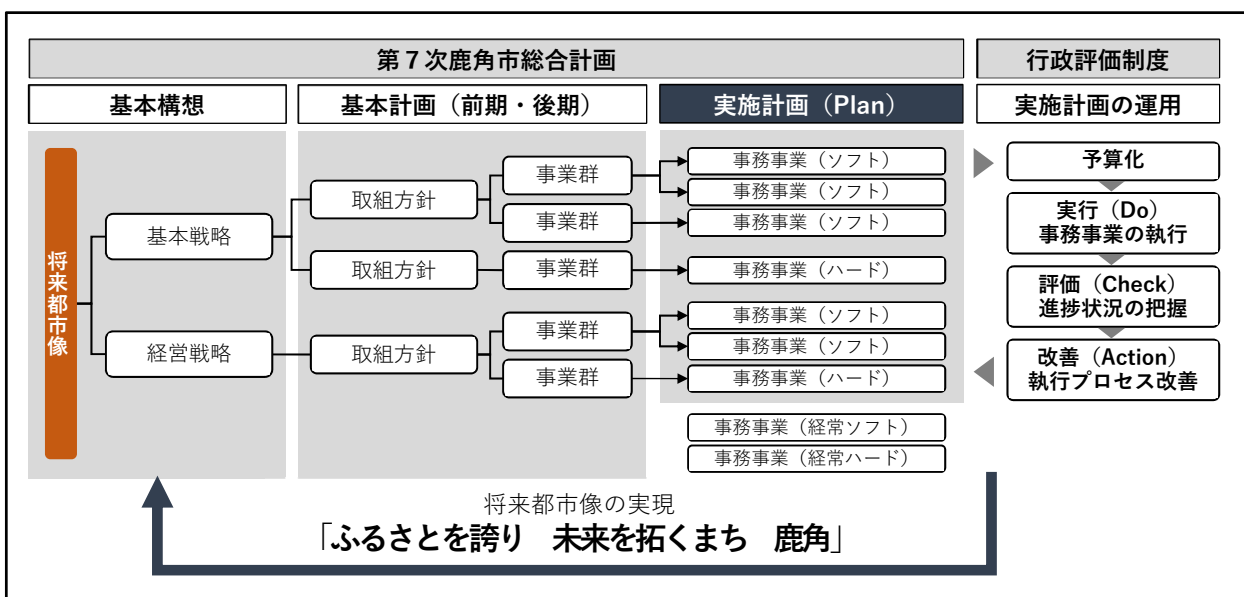 第７次鹿角市総合計画
行政評価制度
基本構想
基本計画（前期・後期）
実施計画（Plan）
実施計画の運用
将来都市像
基本戦略
経営戦略
取組方針
取組方針
取組方針
事業群
事業群
事業群
事業群
事業群
事務事業（ソフト）
事務事業（ソフト）
事務事業（ソフト）
事務事業（ハード）
事務事業（ソフト）
事務事業（ソフト）
事務事業（ハード）
事務事業（経常ソフト）
事務事業（経常ハード）
予算化
実行（Do）
事務事業の執行
評価（Check）
進捗状況の把握
改善（Action）
執行プロセス改善
将来都市像の実現
「ふるさとを誇り　未来を拓くまち　鹿角」